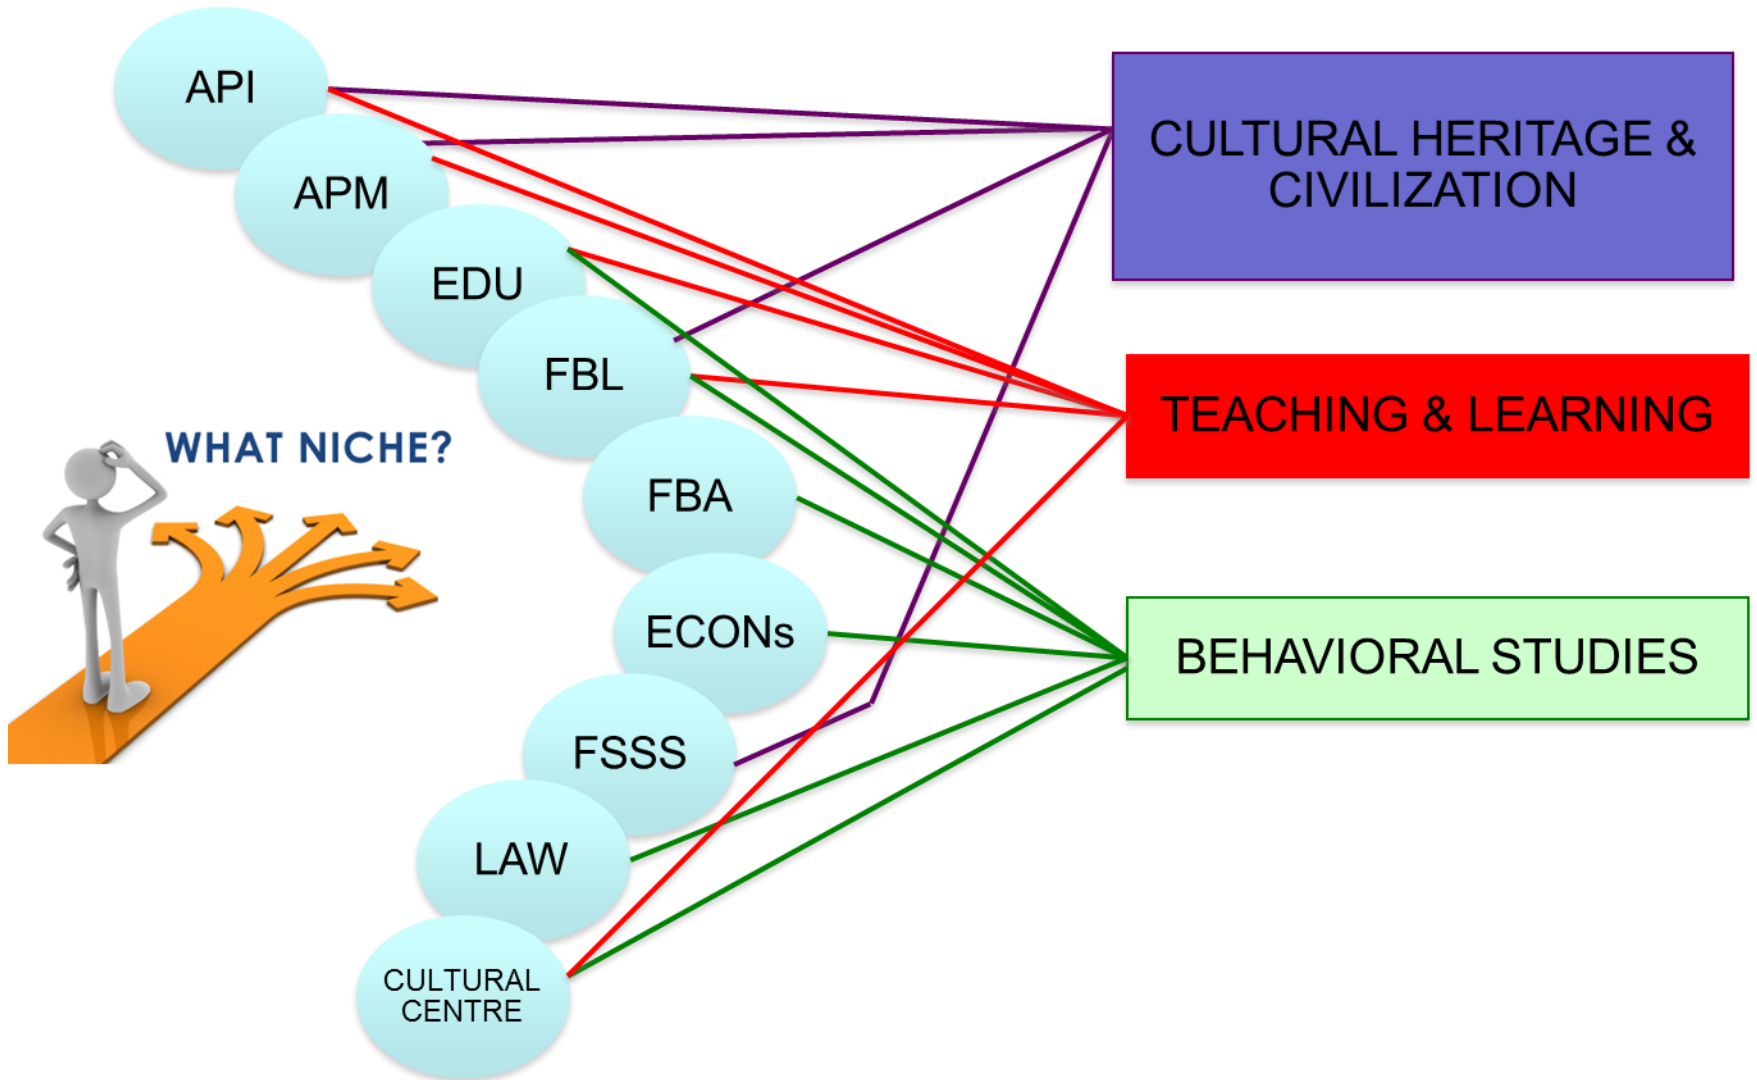 API
APM
EDU
FBL
FBA
ECONs
FSSS
LAW
CULTURAL
CENTRE
WHAT NICHE?
CULTURAL HERITAGE &
CIVILIZATION
TEACHING & LEARNING
BEHAVIORAL STUDIES